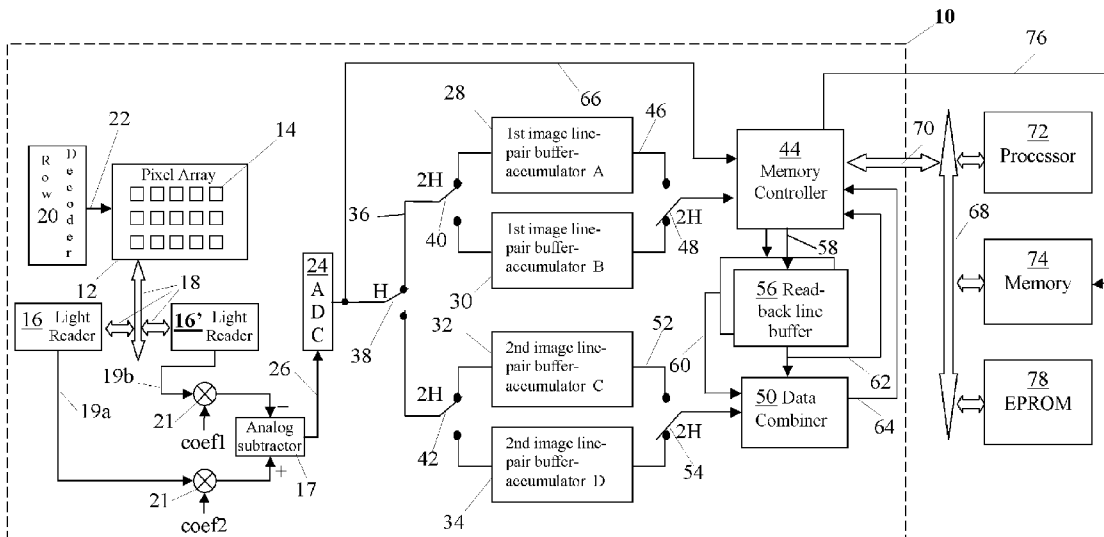 10
76
28
66
46
70
22
14
1st image line-
pair buffer-
accumulator A
44
Memory
Controller
72
Processor
Row
Decoder
20
Pixel Array
2H
36
40
2H
48
58
68
1st image line-
pair buffer-
accumulator B
74
Memory
12
18
24
ADC
H
38
30
56 Read-
back line
buffer
16 Light
Reader
16' Light
Reader
32
52
60
62
26
19b
19a
21
−
coef1
Analog
subtractor
+
17
2H
42
2nd image line-
pair buffer-
accumulator C
50 Data
Combiner
64
78
EPROM
2H
54
2nd image line-
pair buffer-
accumulator D
21
coef2
34